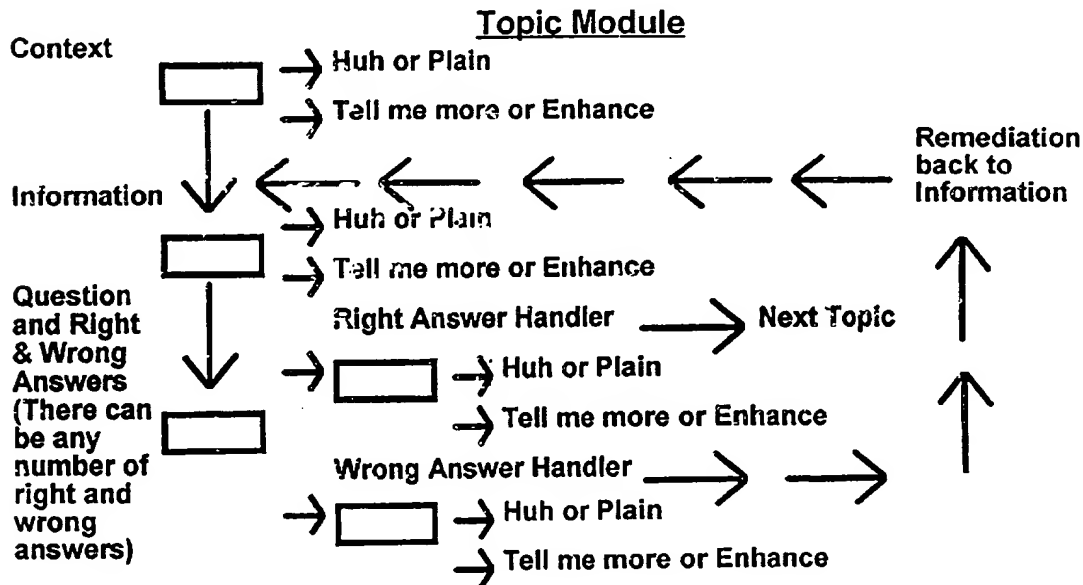 Topic Module
Context
Huh or Plain
Tell me more or Enhance
Remediation
back to
Information
Information
Huh or Plain
Tell me more or Enhance
Question
and Right
& Wrong
Answers
(There can
be any
number of
right and
wrong
answers)
Right Answer Handler
Next Topic
Huh or Plain
Tell me more or Enhance
Wrong Answer Handler
Huh or Plain
Tell me more or Enhance